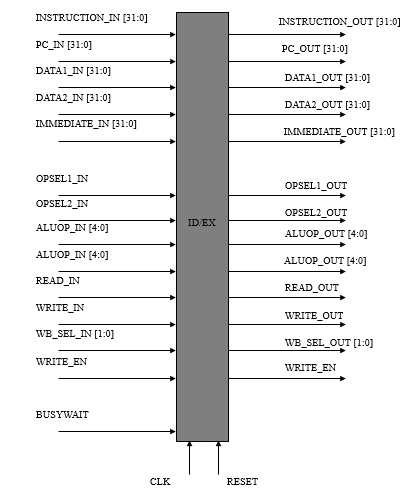 INSTRUCTION_IN [31:0] INSTRUCTION_OUT [31:0]
PC_IN [31:0] PC_OUT [31:0]
DATA1_IN [31:0] DATA1_OUT [31:0]
DATA2_IN [31:0] DATA2_OUT [31:0]
IMMEDIATE_IN [31:0] IMMEDIATE_OUT [31:0]
OPSEL1_IN OPSEL1_OUT
OPSEL2_IN OPSEL2_OUT
ID/EX
ALUOP_IN [4:0] ALUOP_OUT [4:0]
ALUOP_IN [4:0] ALUOP_OUT [4:0]
READ_IN READ_OUT
WRITE_IN WRITE_OUT
WB_SEL_IN [1:0] WB_SEL_OUT [1:0]
WRITE_EN WRITE_EN
BUSYWAIT
CLK RESET